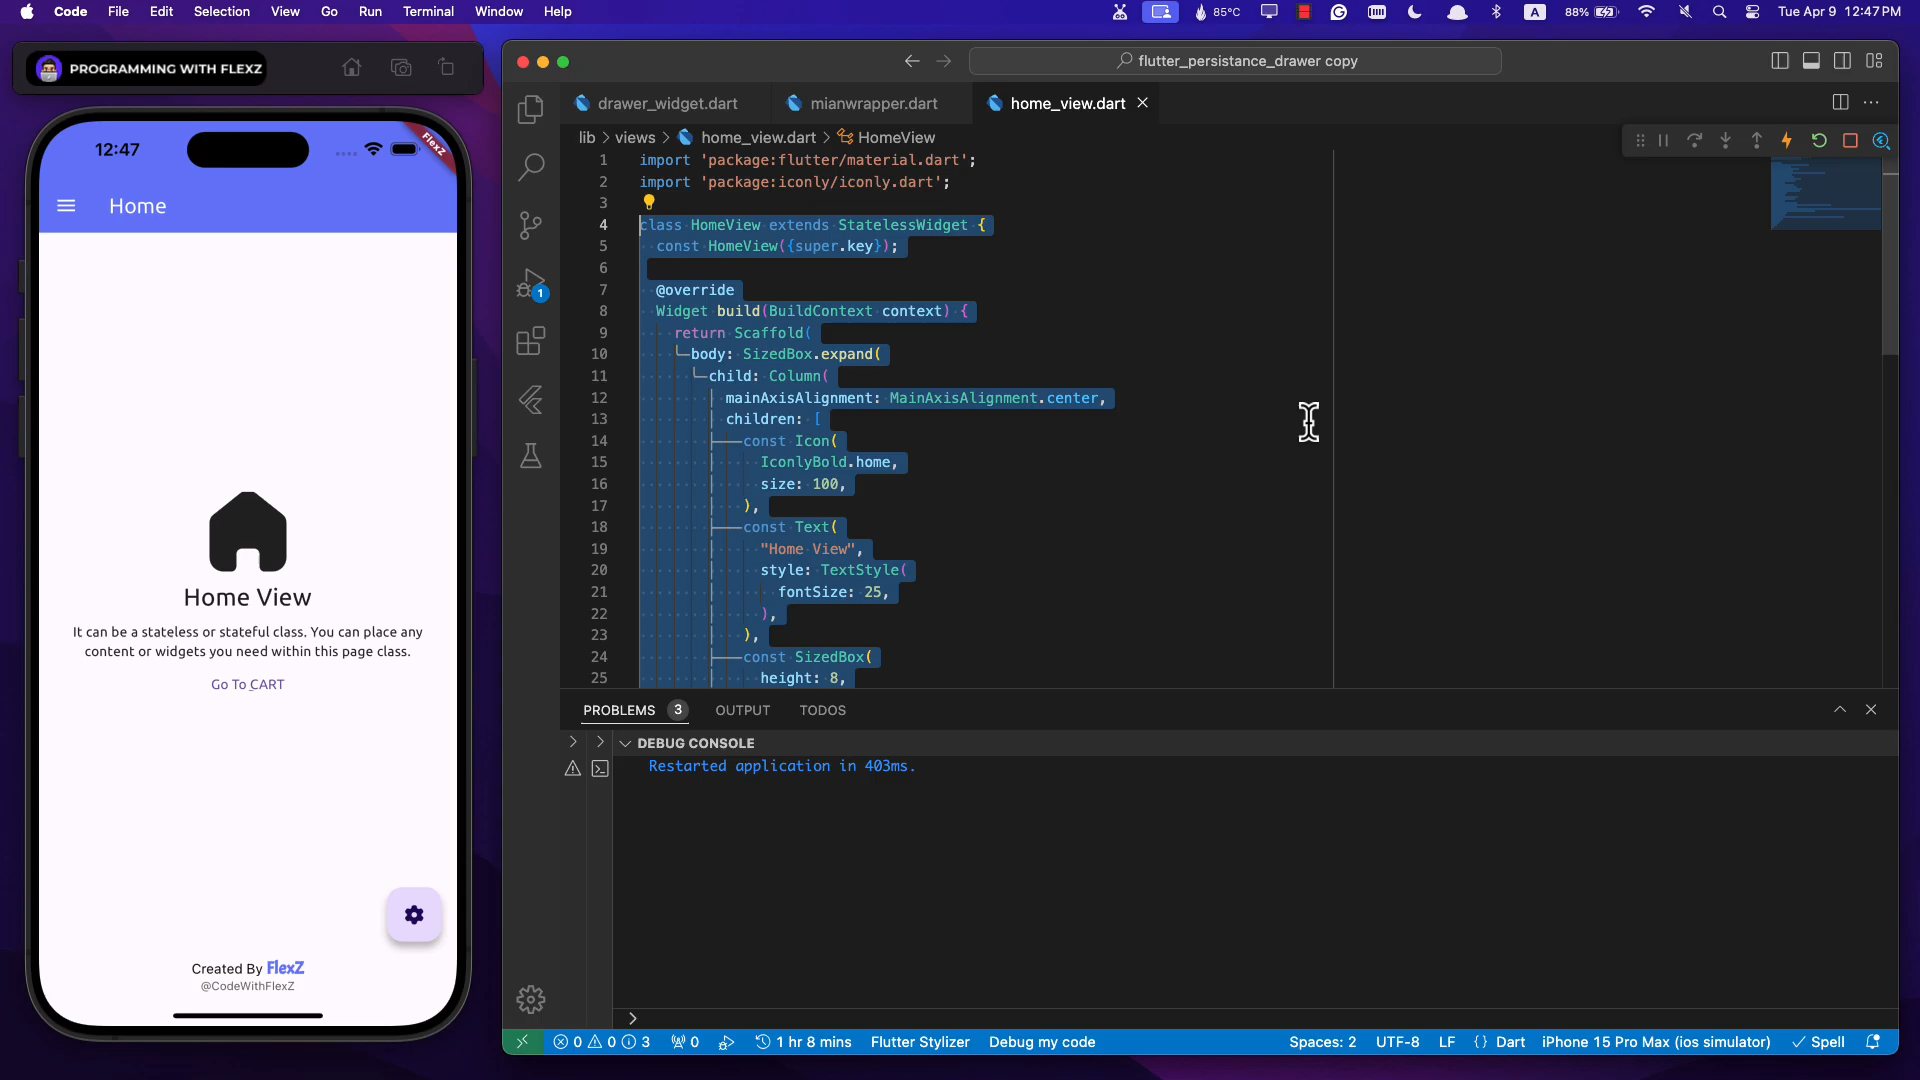 Code File Edit Selection View Go Run Terminal Window Help
85°C A 88% Tue Apr 9 12:47 PM
PROGRAMMING WITH FLEXZ
12:47
FlexZ
Home
Home View
It can be a stateless or stateful class. You can place any
content or widgets you need within this page class.
Go To CART
Created By FlexZ
@CodeWithFlexZ
flutter_persistance_drawer copy
drawer_widget.dart mianwrapper.dart home_view.dart
lib > views > home_view.dart > HomeView
1 import 'package:flutter/material.dart';
2 import 'package:iconly/iconly.dart';
3
4 class HomeView extends StatelessWidget {
5 const HomeView({super.key});
6
7 @override
8 Widget build(BuildContext context) {
9 return Scaffold(
10 body: SizedBox.expand(
11 child: Column(
12 mainAxisAlignment: MainAxisAlignment.center,
13 children: [
14 const Icon(
15 IconlyBold.home,
16 size: 100,
17 ),
18 const Text(
19 "Home View",
20 style: TextStyle(
21 fontSize: 25,
22 ),
23 ),
24 const SizedBox(
25 height: 8,
1
PROBLEMS 3 OUTPUT TODOS
DEBUG CONSOLE
Restarted application in 403ms.
0 0 3 0 1 hr 8 mins Flutter Stylizer Debug my code Spaces: 2 UTF-8 LF {} Dart iPhone 15 Pro Max (ios simulator) Spell